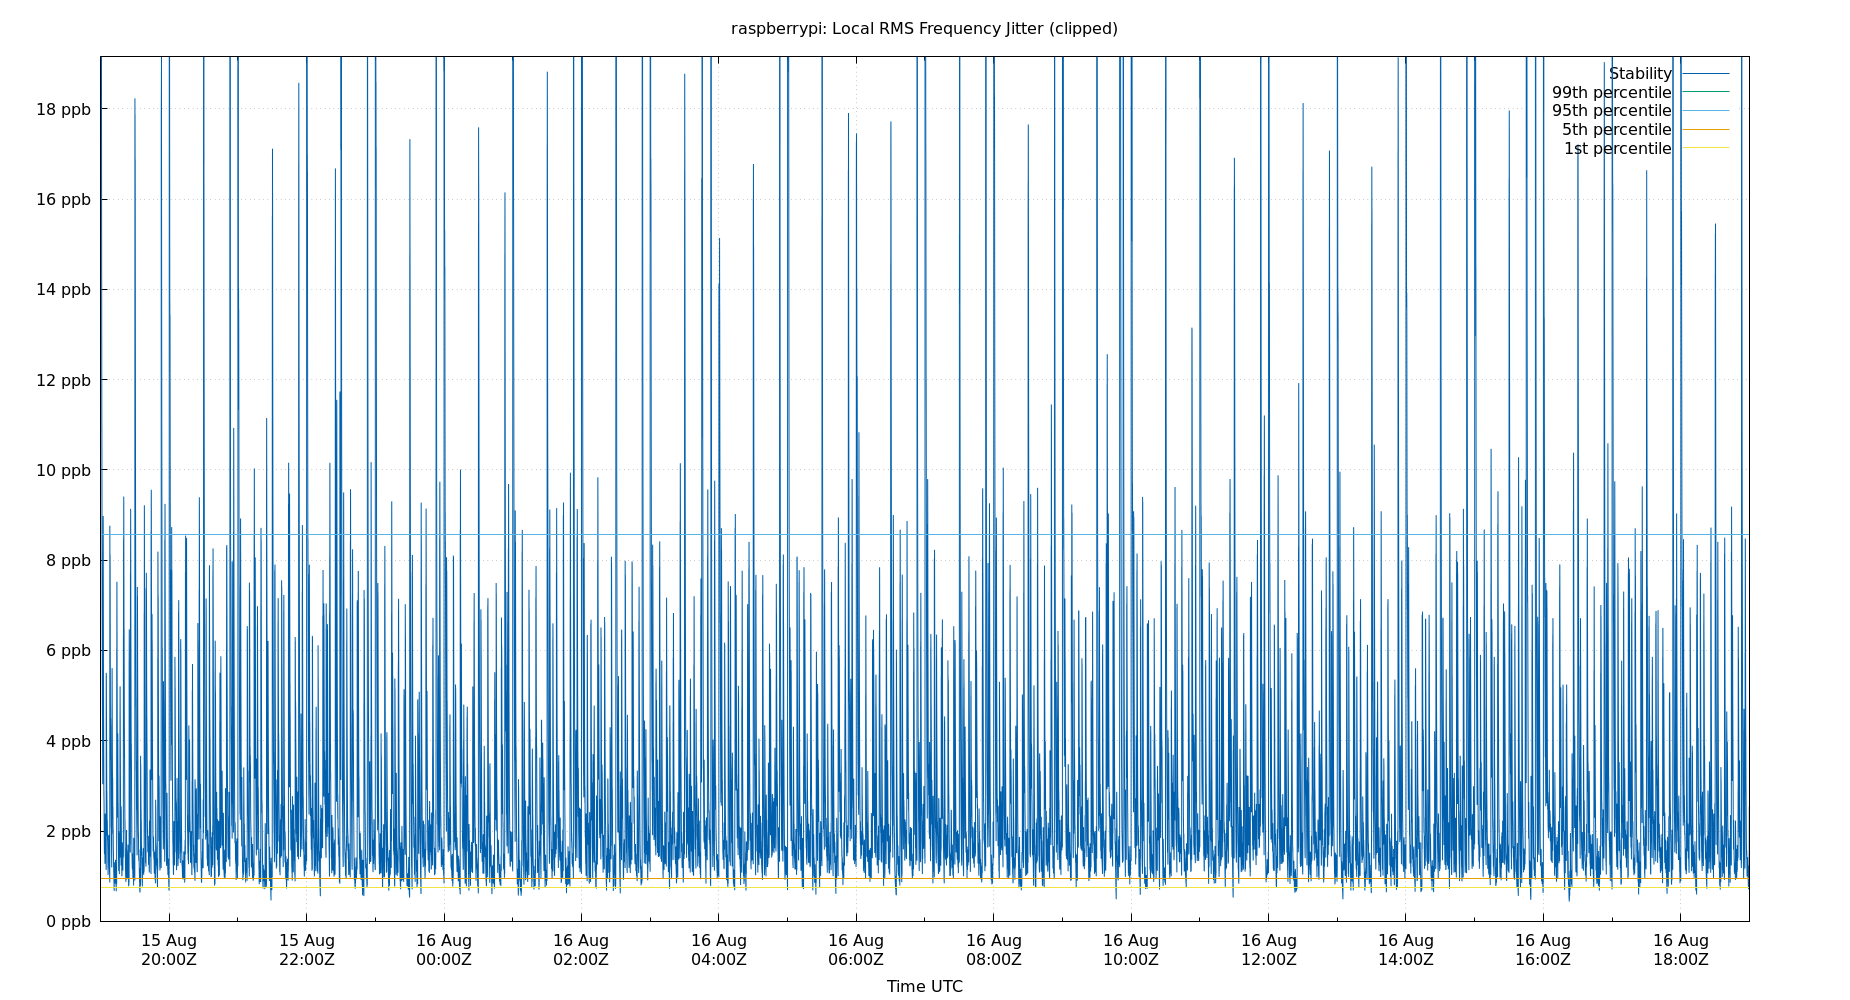 raspberrypi: Local RMS Frequency Jitter (clipped)
Stability
99th percentile
95th percentile
5th percentile
1st percentile
18 ppb
16 ppb
14 ppb
12 ppb
10 ppb
8 ppb
6 ppb
4 ppb
2 ppb
0 ppb
15 Aug 15 Aug 16 Aug 16 Aug 16 Aug 16 Aug 16 Aug 16 Aug 16 Aug 16 Aug 16 Aug 16 Aug
20:00Z 22:00Z 00:00Z 02:00Z 04:00Z 06:00Z 08:00Z 10:00Z 12:00Z 14:00Z 16:00Z 18:00Z
Time UTC